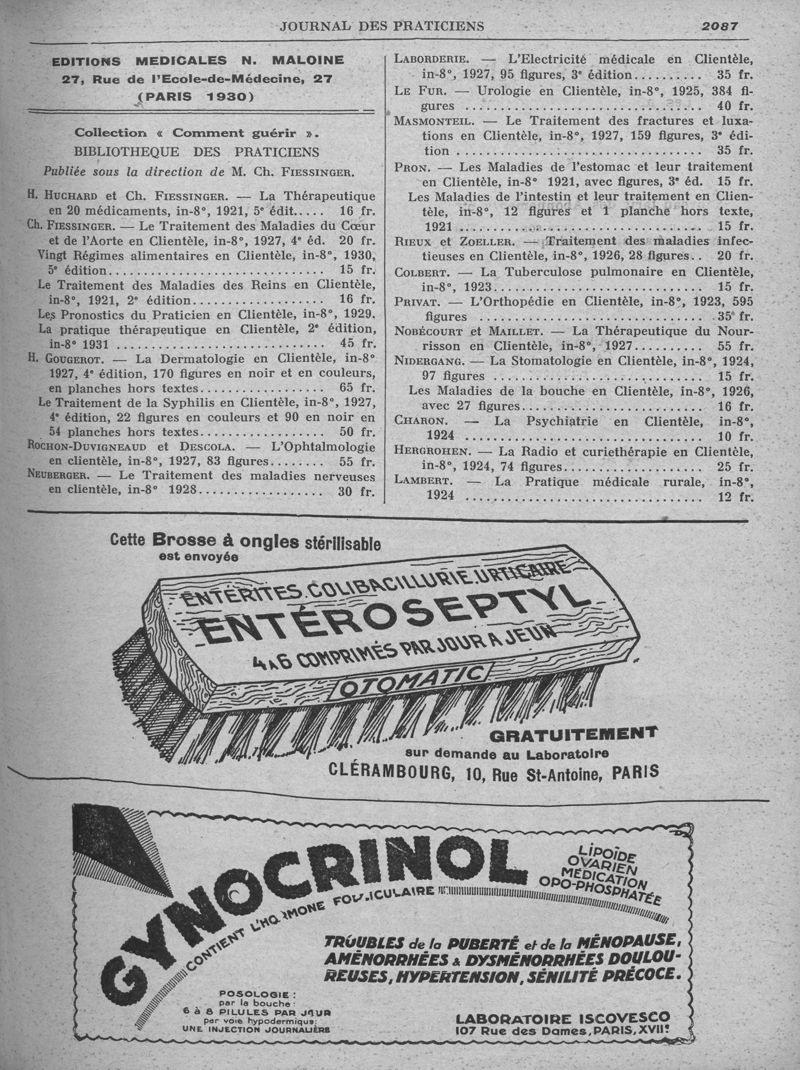 JOURNAL DES PRATICIENS 2087
EDITIONS MEDICALES N. MALOINE
27, Rue de l'Ecole-de-Médecine, 27
(PARIS 1930)
Collection « Comment guérir ».
BIBLIOTHEQUE DES PRATICIENS
Publiée sous la direction de M. Ch. FIESSINGER.
H. HUCHARD et Ch. FIESSINGER. — La Thérapeutique
en 20 médicaments, in-8°, 1921, 5e édit..... 16 fr.
Ch. FIESSINGER. — Le Traitement des Maladies du Cœur
et de l'Aorte en Clientèle, in-8°, 1927, 4e éd. 20 fr.
Vingt Régimes alimentaires en Clientèle, in-8°, 1930,
5e édition............................... 15 fr.
Le Traitement des Maladies des Reins en Clientèle,
in-8°, 1921, 2e édition................... 16 fr.
Les Pronostics du Praticien en Clientèle, in-8°, 1929.
La pratique thérapeutique en Clientèle, 2e édition,
in-8° 1931 .............................. 45 fr.
H. GOUGEROT. — La Dermatologie en Clientèle, in-8°
1927, 4e édition, 170 figures en noir et en couleurs,
en planches hors textes.................. 65 fr.
Le Traitement de la Syphilis en Clientèle, in-8°, 1927,
4e édition, 22 figures en couleurs et 90 en noir en
54 planches hors textes.................. 50 fr.
ROCHON-DUVIGNEAUD et DESCOLA. — L'Ophtalmologie
en clientèle, in-8°, 1927, 83 figures........ 55 fr.
NEUBERGER. — Le Traitement des maladies nerveuses
en clientèle, in-8° 1928.................. 30 fr.
LABORDERIE. — L'Electricité médicale en Clientèle,
in-8°, 1927, 95 figures, 3e édition.......... 35 fr.
LE FUR. — Urologie en Clientèle, in-8°, 1925, 384 fi-
gures .................................. 40 fr.
MASMONTEIL. — Le Traitement des fractures et luxa-
tions en Clientèle, in-8°, 1927, 159 figures, 3e édi-
tion ................................... 35 fr.
PRON. — Les Maladies de l'estomac et leur traitement
en Clientèle, in-8° 1921, avec figures, 3e éd. 15 fr.
Les Maladies de l'intestin et leur traitement en Clien-
tèle, in-8°, 12 figures et 1 planche hors texte,
1921 ................................... 15 fr.
RIEUX et ZOELLER. — Traitement des maladies infec-
tieuses en Clientèle, in-8°, 1926, 28 figures.. 20 fr.
COLBERT. — La Tuberculose pulmonaire en Clientèle,
in-8°, 1923.............................. 15 fr.
PRIVAT. — L'Orthopédie en Clientèle, in-8°, 1923, 595
figures ................................. 35 fr.
NOBÉCOURT et MAILLET. — La Thérapeutique du Nour-
risson en Clientèle, in-8°, 1927.......... 55 fr.
NIDERGANG. — La Stomatologie en Clientèle, in-8°, 1924,
97 figures .............................. 15 fr.
Les Maladies de la bouche en Clientèle, in-8°, 1926,
avec 27 figures.......................... 16 fr.
CHARON. — La Psychiatrie en Clientèle, in-8°,
1924 ................................... 10 fr.
HERGROHEN. — La Radio et curiethérapie en Clientèle,
in-8°, 1924, 74 figures.................... 25 fr.
LAMBERT. — La Pratique médicale rurale, in-8°,
1924 ................................... 12 fr.
Cette Brosse à ongles stérilisable
est envoyée
ENTÉRITES. COLIBACILLURIE. URTICAIRE
ENTÉROSEPTYL
4 A 6 COMPRIMÉS PAR JOUR A JEUN
OTOMATIC
GRATUITEMENT
sur demande au Laboratoire
CLÉRAMBOURG, 10, Rue St-Antoine, PARIS
GYNOCRINOL
CONTIENT L'HORMONE FOLLICULAIRE
LIPOÏDE
OVARIEN
MÉDICATION
OPO-PHOSPHATÉE
TROUBLES de la PUBERTÉ et de la MÉNOPAUSE,
AMÉNORRHÉES & DYSMÉNORRHÉES DOULOU-
REUSES, HYPERTENSION, SÉNILITÉ PRÉCOCE.
POSOLOGIE :
par la bouche :
6 à 8 PILULES PAR JOUR
par voie hypodermique:
UNE INJECTION JOURNALIÈRE
LABORATOIRE ISCOVESCO
107 Rue des Dames, PARIS, XVIIe